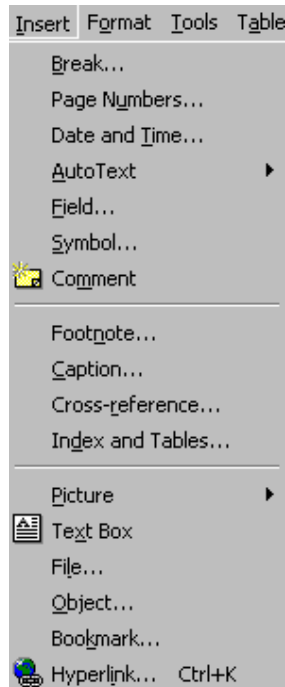 Insert Format Tools Table
Break...
Page Numbers...
Date and Time...
AutoText
Field...
Symbol...
Comment
Footnote...
Caption...
Cross-reference...
Index and Tables...
Picture
Text Box
File...
Object...
Bookmark...
Hyperlink... Ctrl+K